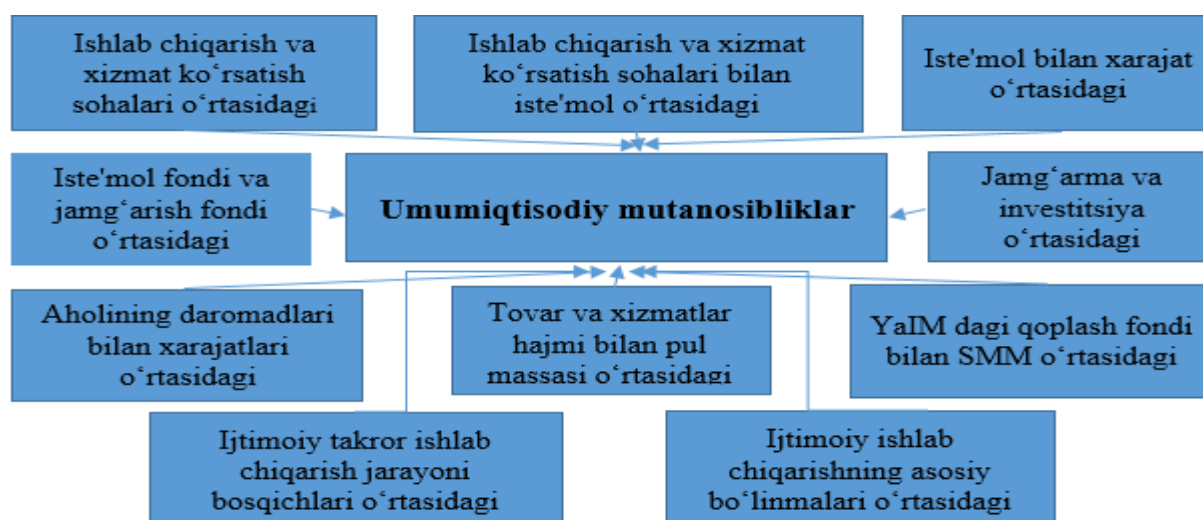 Ishlab chiqarish va
xizmat ko‘rsatish
sohalari o‘rtasidagi
Ishlab chiqarish va xizmat
ko‘rsatish sohalari bilan
iste'mol o‘rtasidagi
Iste'mol bilan xarajat
o‘rtasidagi
Iste'mol fondi va
jamg‘arish fondi
o‘rtasidagi
Umumiqtisodiy mutanosibliklar
Jamg‘arma va
investitsiya
o‘rtasidagi
Aholining daromadlari
bilan xarajatlari
o‘rtasidagi
Tovar va xizmatlar
hajmi bilan pul
massasi o‘rtasidagi
YaIM dagi qoplash fondi
bilan SMM o‘rtasidagi
Ijtimoiy takror ishlab
chiqarish jarayoni
bosqichlari o‘rtasidagi
Ijtimoiy ishlab
chiqarishning asosiy
bo‘linmalari o‘rtasidagi